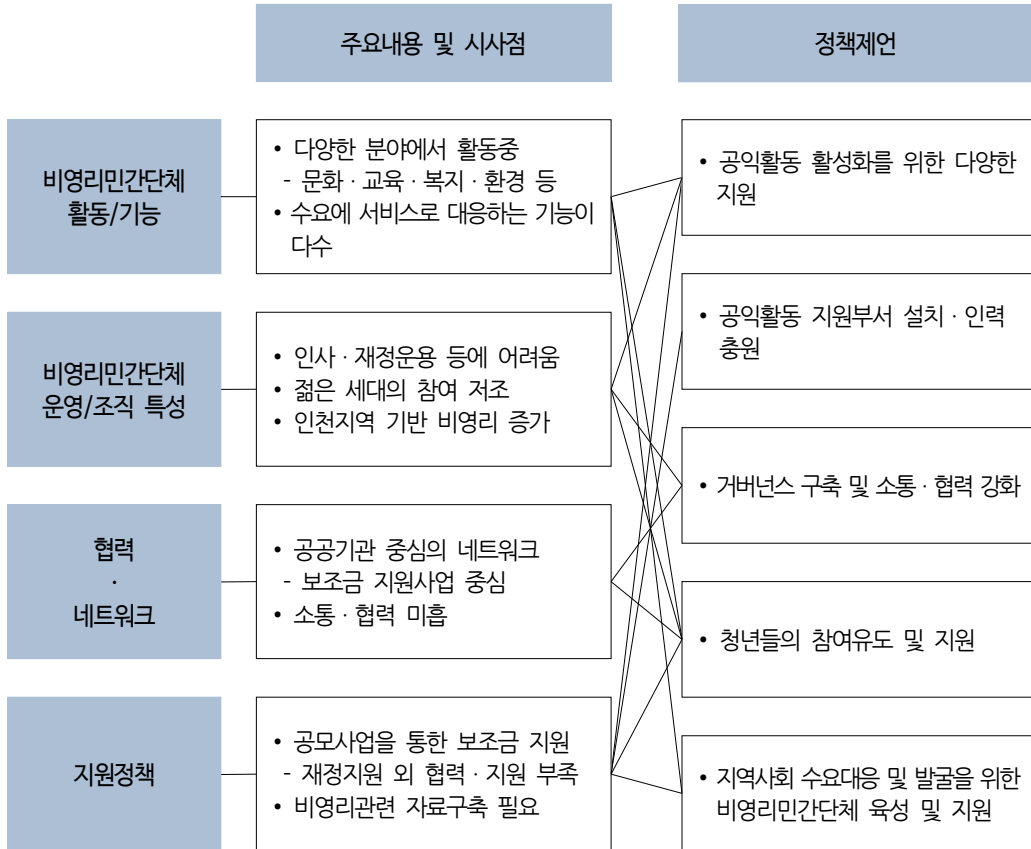 주요내용 및 시사점
정책제언
비영리민간단체
활동/기능
• 다양한 분야에서 활동중
- 문화 · 교육 · 복지 · 환경 등
• 수요에 서비스로 대응하는 기능이
다수
비영리민간단체
운영/조직 특성
• 인사 · 재정운용 등에 어려움
• 젊은 세대의 참여 저조
• 인천지역 기반 비영리 증가
협력
·
네트워크
• 공공기관 중심의 네트워크
- 보조금 지원사업 중심
• 소통 · 협력 미흡
지원정책
• 공모사업을 통한 보조금 지원
- 재정지원 외 협력 · 지원 부족
• 비영리관련 자료구축 필요
• 공익활동 활성화를 위한 다양한
지원
• 공익활동 지원부서 설치 · 인력
충원
• 거버넌스 구축 및 소통 · 협력 강화
• 청년들의 참여유도 및 지원
• 지역사회 수요대응 및 발굴을 위한
비영리민간단체 육성 및 지원